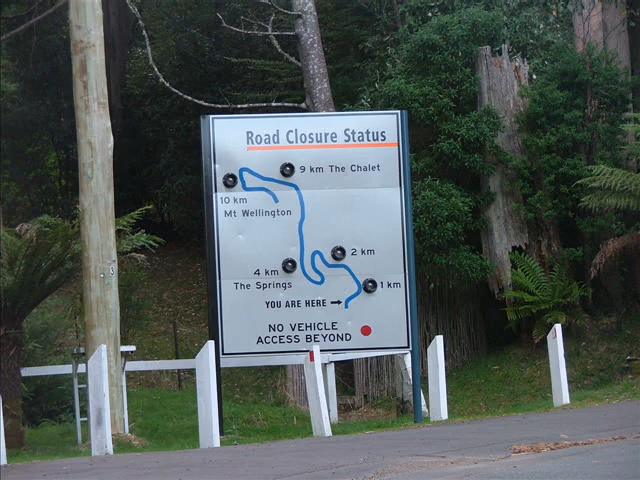 Road Closure Status
9 km The Chalet
10 km
Mt Wellington
2 km
4 km
The Springs
1 km
YOU ARE HERE →
NO VEHICLE
ACCESS BEYOND
3